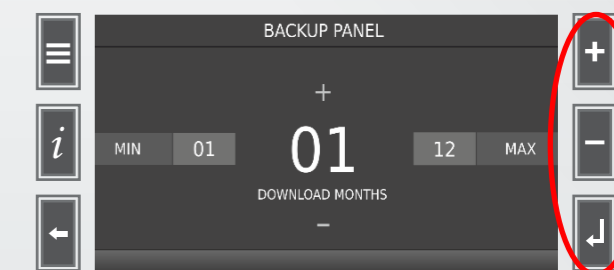 BACKUP PANEL
+
i
MIN 01 01 12 MAX
DOWNLOAD MONTHS
−
+
−